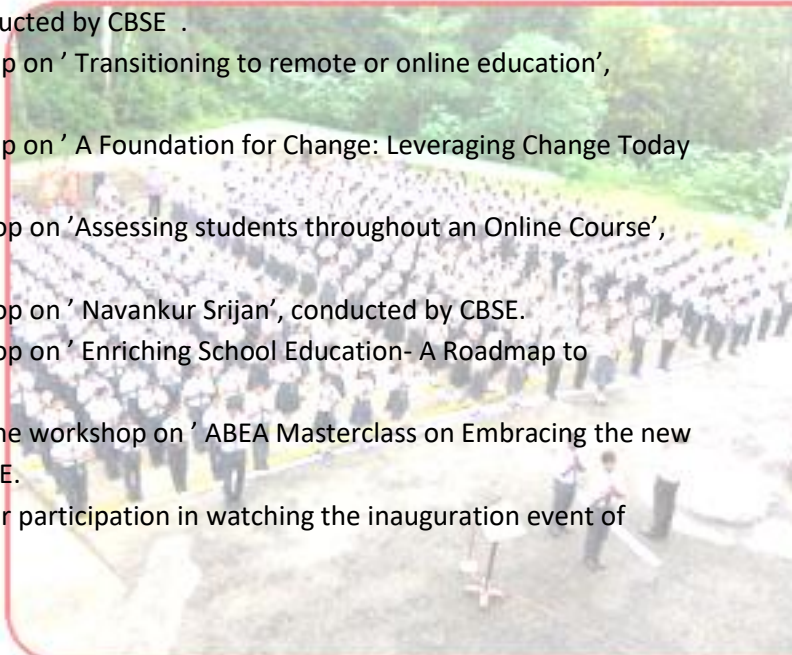 ucted by CBSE .
p on ’ Transitioning to remote or online education’,
p on ’ A Foundation for Change: Leveraging Change Today
op on ’Assessing students throughout an Online Course’,
op on ’ Navankur Srijan’, conducted by CBSE.
op on ’ Enriching School Education- A Roadmap to
ne workshop on ’ ABEA Masterclass on Embracing the new
E.
r participation in watching the inauguration event of